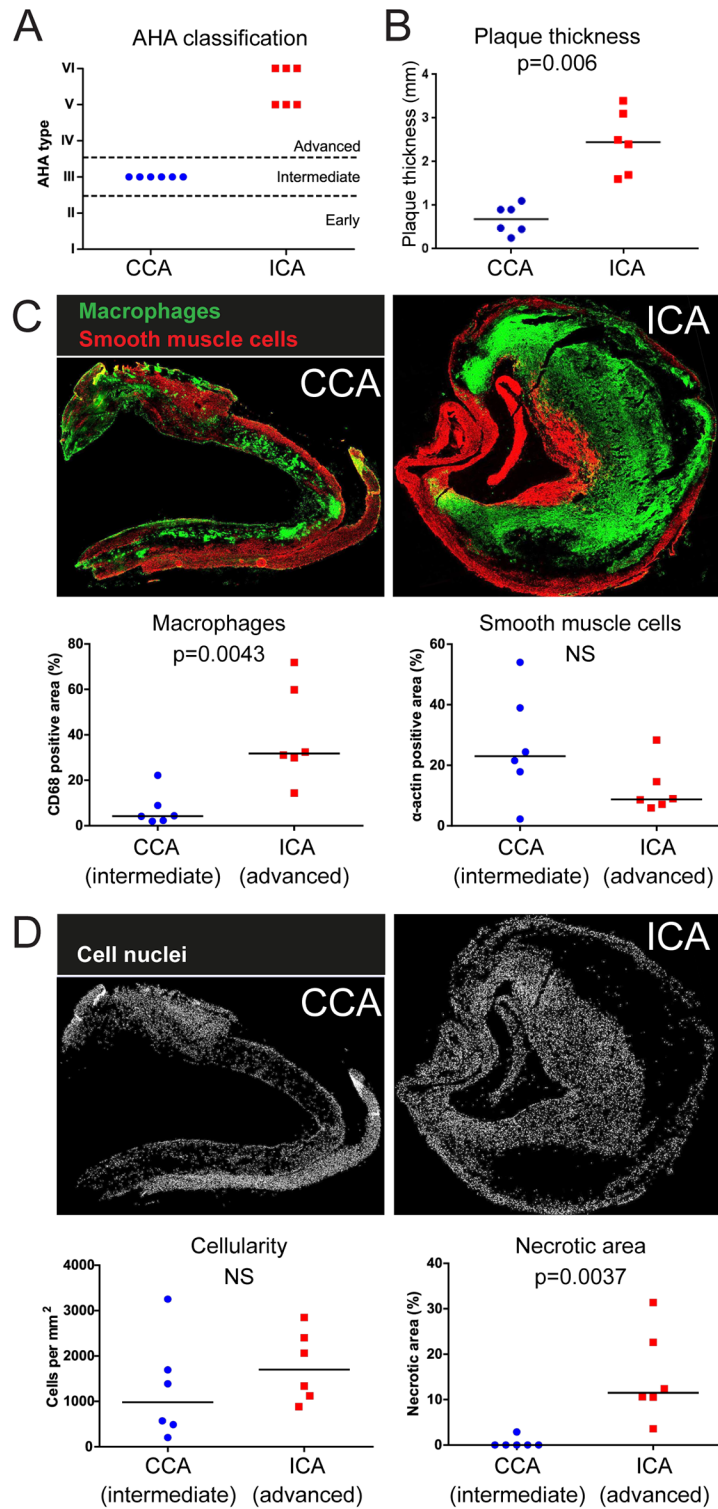 A
AHA classification
AHA type
VI
V
IV
III
II
I
Advanced
Intermediate
Early
CCA
ICA
B
Plaque thickness
p=0.006
Plaque thickness (mm)
4
3
2
1
0
CCA
ICA
C
Macrophages
Smooth muscle cells
CCA
ICA
Macrophages
p=0.0043
CD68 positive area (%)
80
60
40
20
0
CCA
(intermediate)
ICA
(advanced)
Smooth muscle cells
NS
α-actin positive area (%)
60
40
20
0
CCA
(intermediate)
ICA
(advanced)
D
Cell nuclei
CCA
ICA
Cellularity
NS
Cells per mm²
4000
3000
2000
1000
0
CCA
(intermediate)
ICA
(advanced)
Necrotic area
p=0.0037
Necrotic area (%)
40
30
20
10
0
CCA
(intermediate)
ICA
(advanced)